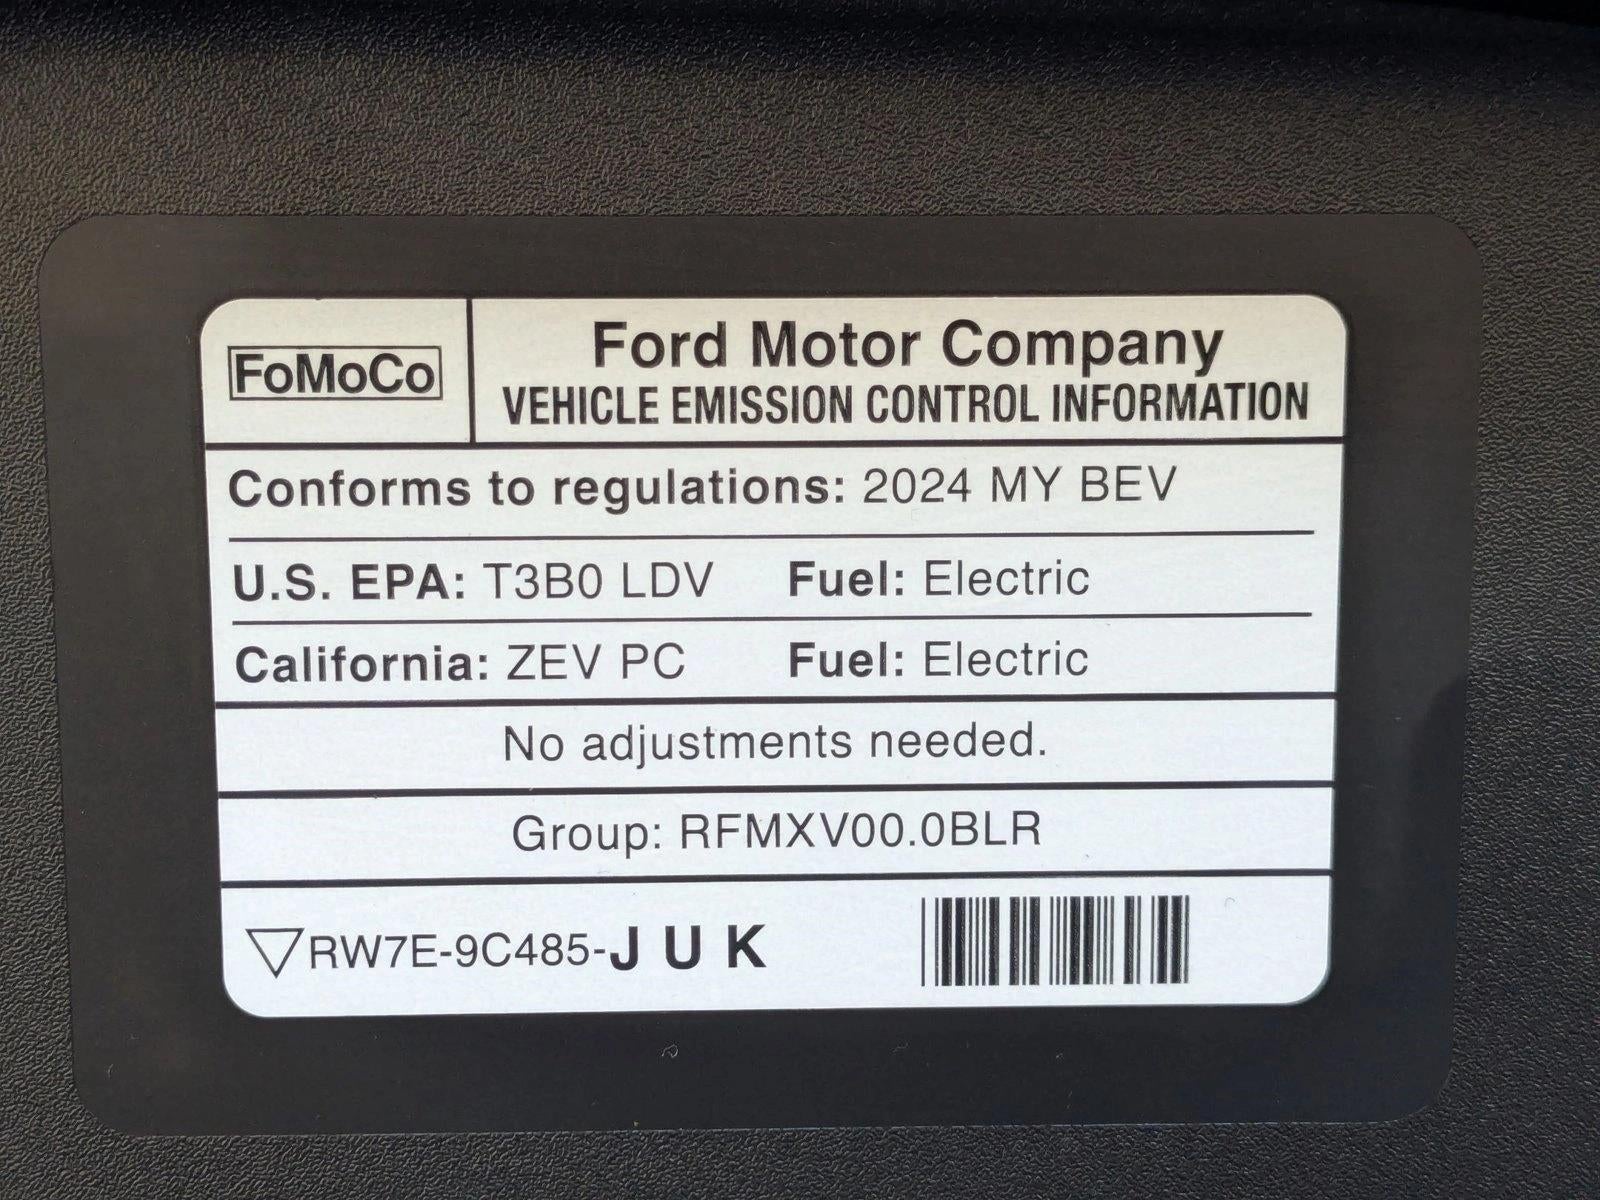 FoMoCo
Ford Motor Company
VEHICLE EMISSION CONTROL INFORMATION
Conforms to regulations: 2024 MY BEV
U.S. EPA: T3B0 LDV Fuel: Electric
California: ZEV PC Fuel: Electric
No adjustments needed.
Group: RFMXV00.0BLR
RW7E-9C485-J U K